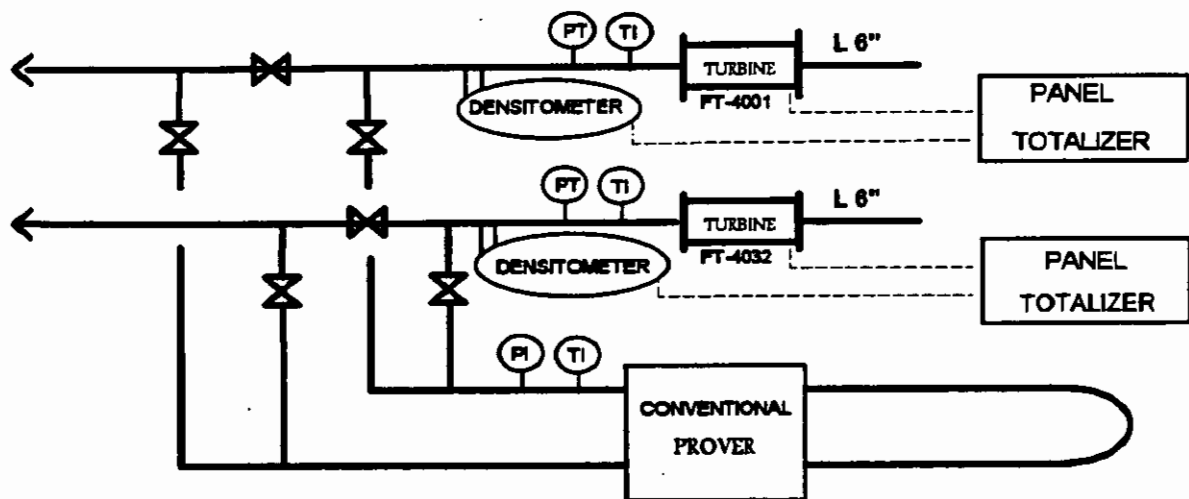 PT
TI
L 6"
TURBINE
FT-4001
DENSITOMETER
PANEL
TOTALIZER
PT
TI
L 6"
TURBINE
FT-4032
DENSITOMETER
PANEL
TOTALIZER
PI
TI
CONVENTIONAL
PROVER